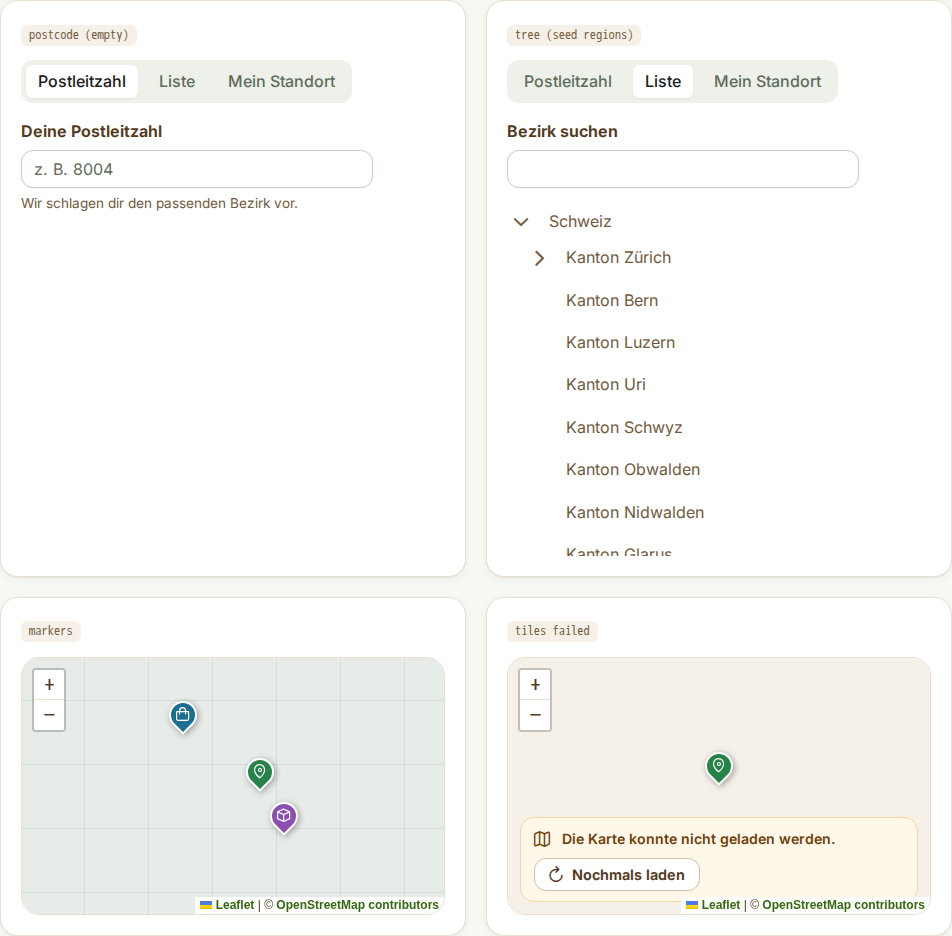 postcode (empty)
Postleitzahl Liste Mein Standort
Deine Postleitzahl
z. B. 8004
Wir schlagen dir den passenden Bezirk vor.
tree (seed regions)
Postleitzahl Liste Mein Standort
Bezirk suchen
Schweiz
Kanton Zürich
Kanton Bern
Kanton Luzern
Kanton Uri
Kanton Schwyz
Kanton Obwalden
Kanton Nidwalden
Kanton Glarus
markers
+
−
Leaflet | © OpenStreetMap contributors
tiles failed
+
−
Die Karte konnte nicht geladen werden.
Nochmals laden
Leaflet | © OpenStreetMap contributors